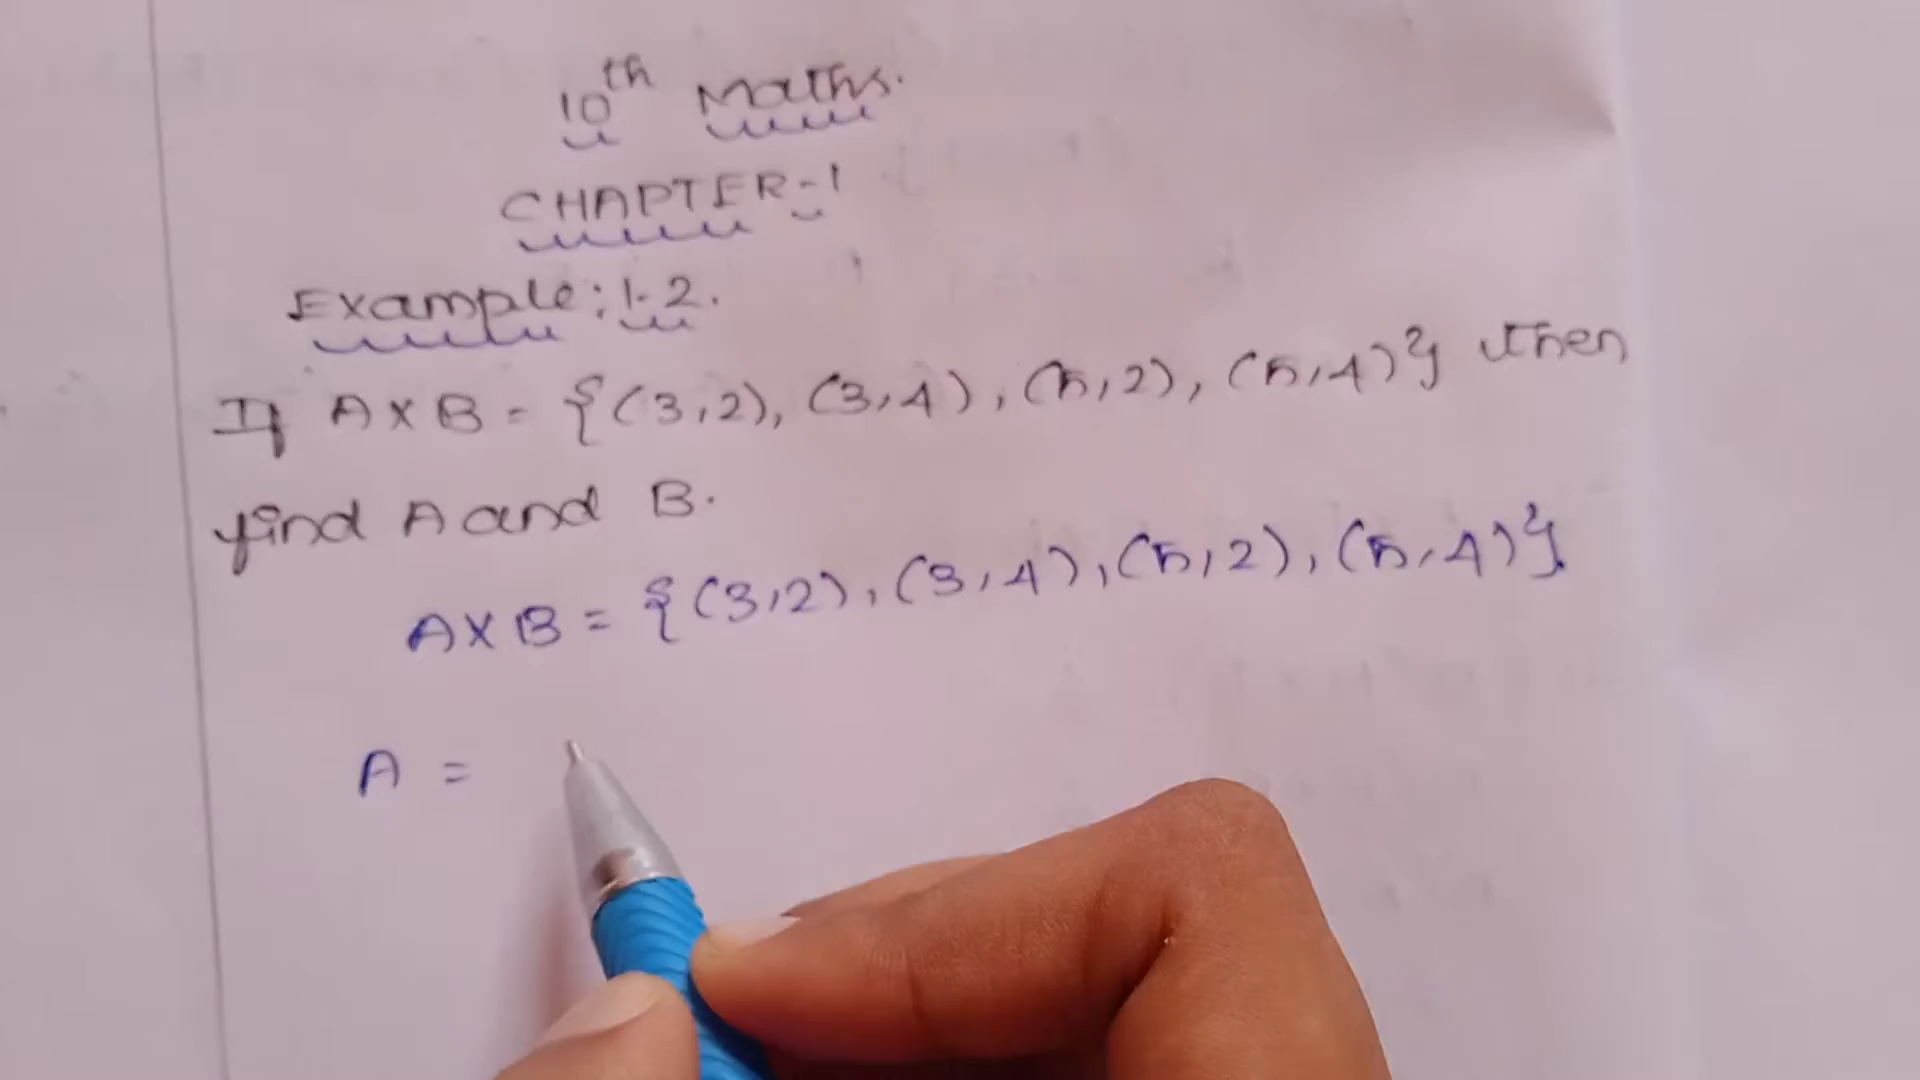 10th Maths.
CHAPTER-1
Example: 1.2.
If A×B = {(3,2), (3,4), (5,2), (5,4)} then
find A and B.
A×B = {(3,2), (3,4), (5,2), (5,4)}
A =